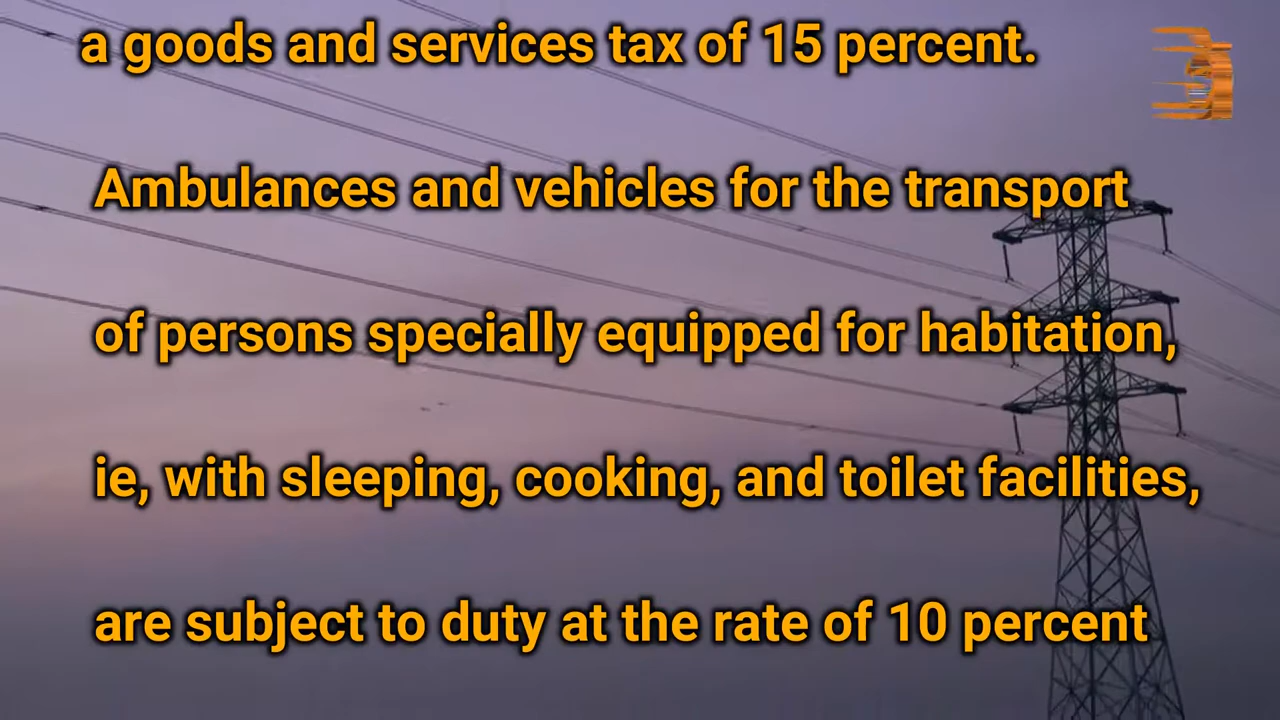 a goods and services tax of 15 percent.
Ambulances and vehicles for the transport
of persons specially equipped for habitation,
ie, with sleeping, cooking, and toilet facilities,
are subject to duty at the rate of 10 percent